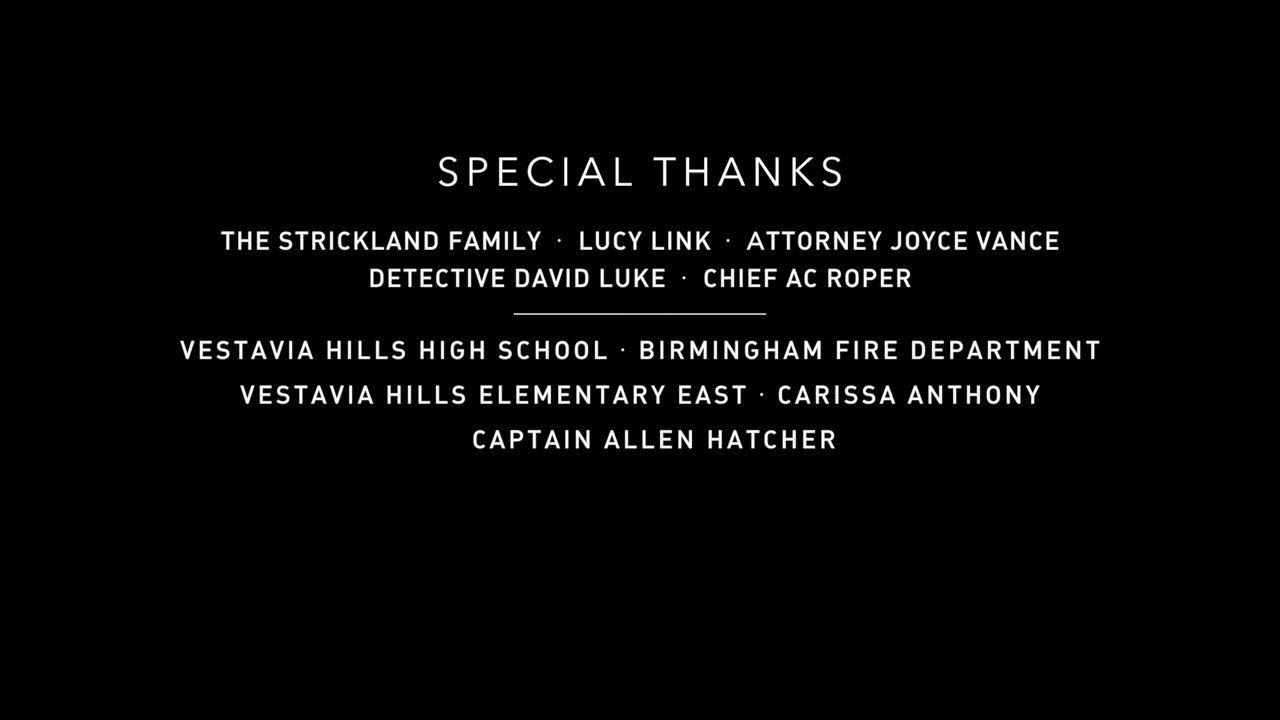 SPECIAL THANKS
THE STRICKLAND FAMILY · LUCY LINK · ATTORNEY JOYCE VANCE
DETECTIVE DAVID LUKE · CHIEF AC ROPER
VESTAVIA HILLS HIGH SCHOOL · BIRMINGHAM FIRE DEPARTMENT
VESTAVIA HILLS ELEMENTARY EAST · CARISSA ANTHONY
CAPTAIN ALLEN HATCHER